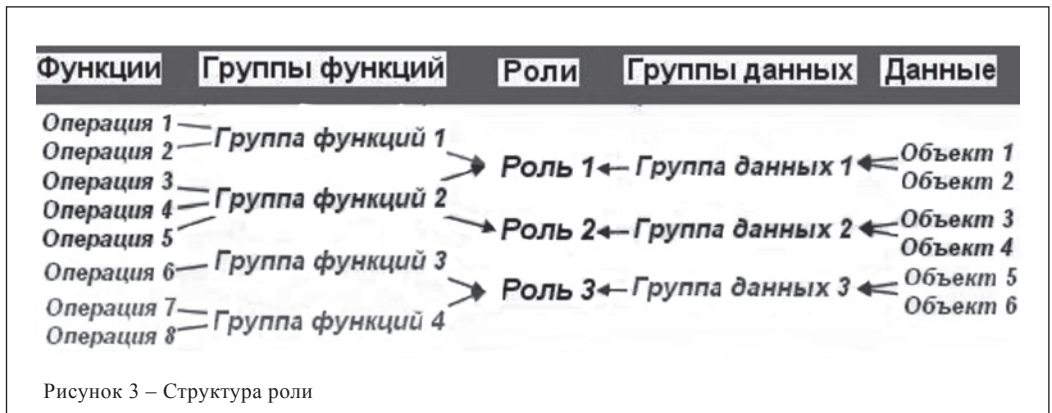 Функции Группы функций Роли Группы данных Данные
Операция 1
Операция 2
Группа функций 1
Операция 3
Операция 4
Операция 5
Группа функций 2
Операция 6
Группа функций 3
Операция 7
Операция 8
Группа функций 4
Роль 1
Роль 2
Роль 3
Группа данных 1
Группа данных 2
Группа данных 3
Объект 1
Объект 2
Объект 3
Объект 4
Объект 5
Объект 6
Рисунок 3 – Структура роли